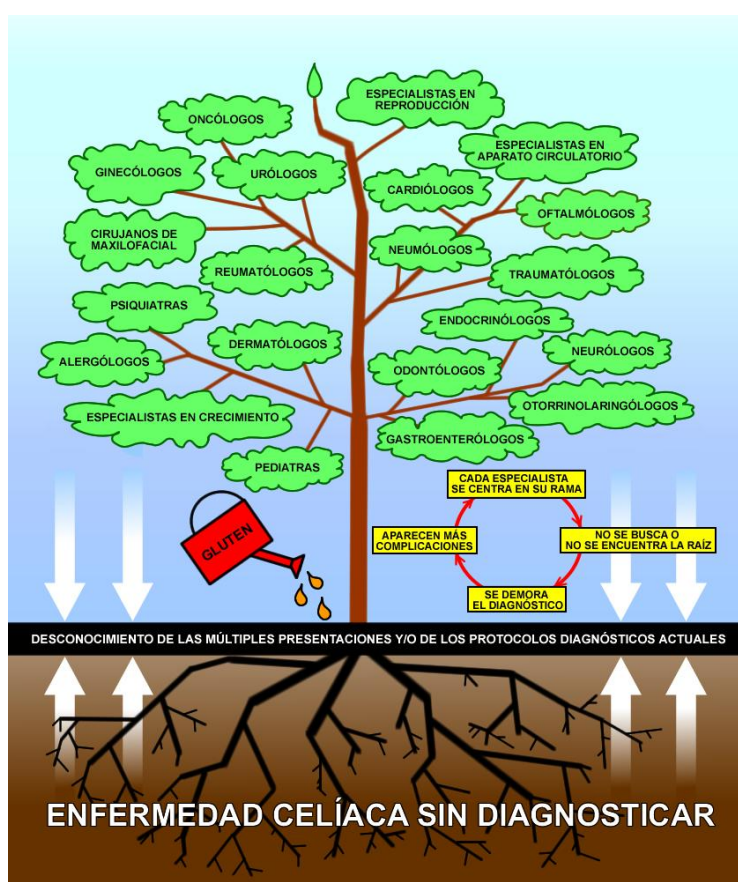 ESPECIALISTAS EN
REPRODUCCIÓN
ONCÓLOGOS
ESPECIALISTAS EN
APARATO CIRCULATORIO
GINECÓLOGOS
URÓLOGOS
CARDIÓLOGOS
OFTALMÓLOGOS
CIRUJANOS DE
MAXILOFACIAL
NEUMÓLOGOS
REUMATÓLOGOS
TRAUMATÓLOGOS
PSIQUIATRAS
ENDOCRINÓLOGOS
DERMATÓLOGOS
NEURÓLOGOS
ALERGÓLOGOS
ODONTÓLOGOS
ESPECIALISTAS EN CRECIMIENTO
OTORRINOLARINGÓLOGOS
GASTROENTERÓLOGOS
PEDIATRAS
CADA ESPECIALISTA
SE CENTRA EN SU RAMA
NO SE BUSCA O
NO SE ENCUENTRA LA RAÍZ
SE DEMORA
EL DIAGNÓSTICO
APARECEN MÁS
COMPLICACIONES
GLUTEN
DESCONOCIMIENTO DE LAS MÚLTIPLES PRESENTACIONES Y/O DE LOS PROTOCOLOS DIAGNÓSTICOS ACTUALES
ENFERMEDAD CELÍACA SIN DIAGNOSTICAR